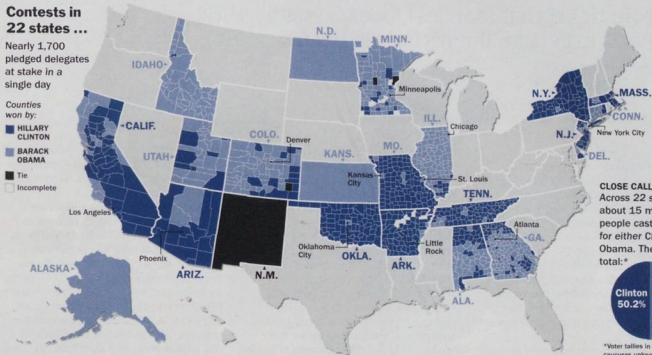 Contests in
22 states ...
Nearly 1,700
pledged delegates
at stake in a
single day
Counties
won by:
HILLARY
CLINTON
BARACK
OBAMA
Tie
Incomplete
N.D.
MINN.
IDAHO
Minneapolis
N.Y.
MASS.
CONN.
New York City
N.J.
DEL.
CALIF.
UTAH
COLO.
Denver
KANS.
Kansas
City
MO.
ILL.
Chicago
St. Louis
TENN.
Los Angeles
Phoenix
ARIZ.
N.M.
Oklahoma
City
OKLA.
ARK.
Little
Rock
Atlanta
GA.
ALA.
ALASKA
CLOSE CALL
Across 22 s
about 15 m
people cast
for either C
Obama. The
total:*
Clinton
50.2%
*Voter tallies in